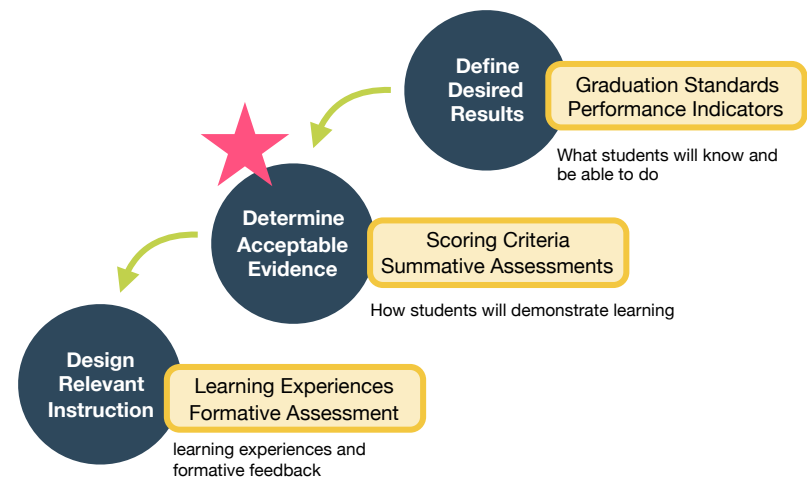 Define
Desired
Results
Graduation Standards
Performance Indicators
What students will know and
be able to do
Determine
Acceptable
Evidence
Scoring Criteria
Summative Assessments
How students will demonstrate learning
Design
Relevant
Instruction
Learning Experiences
Formative Assessment
learning experiences and
formative feedback